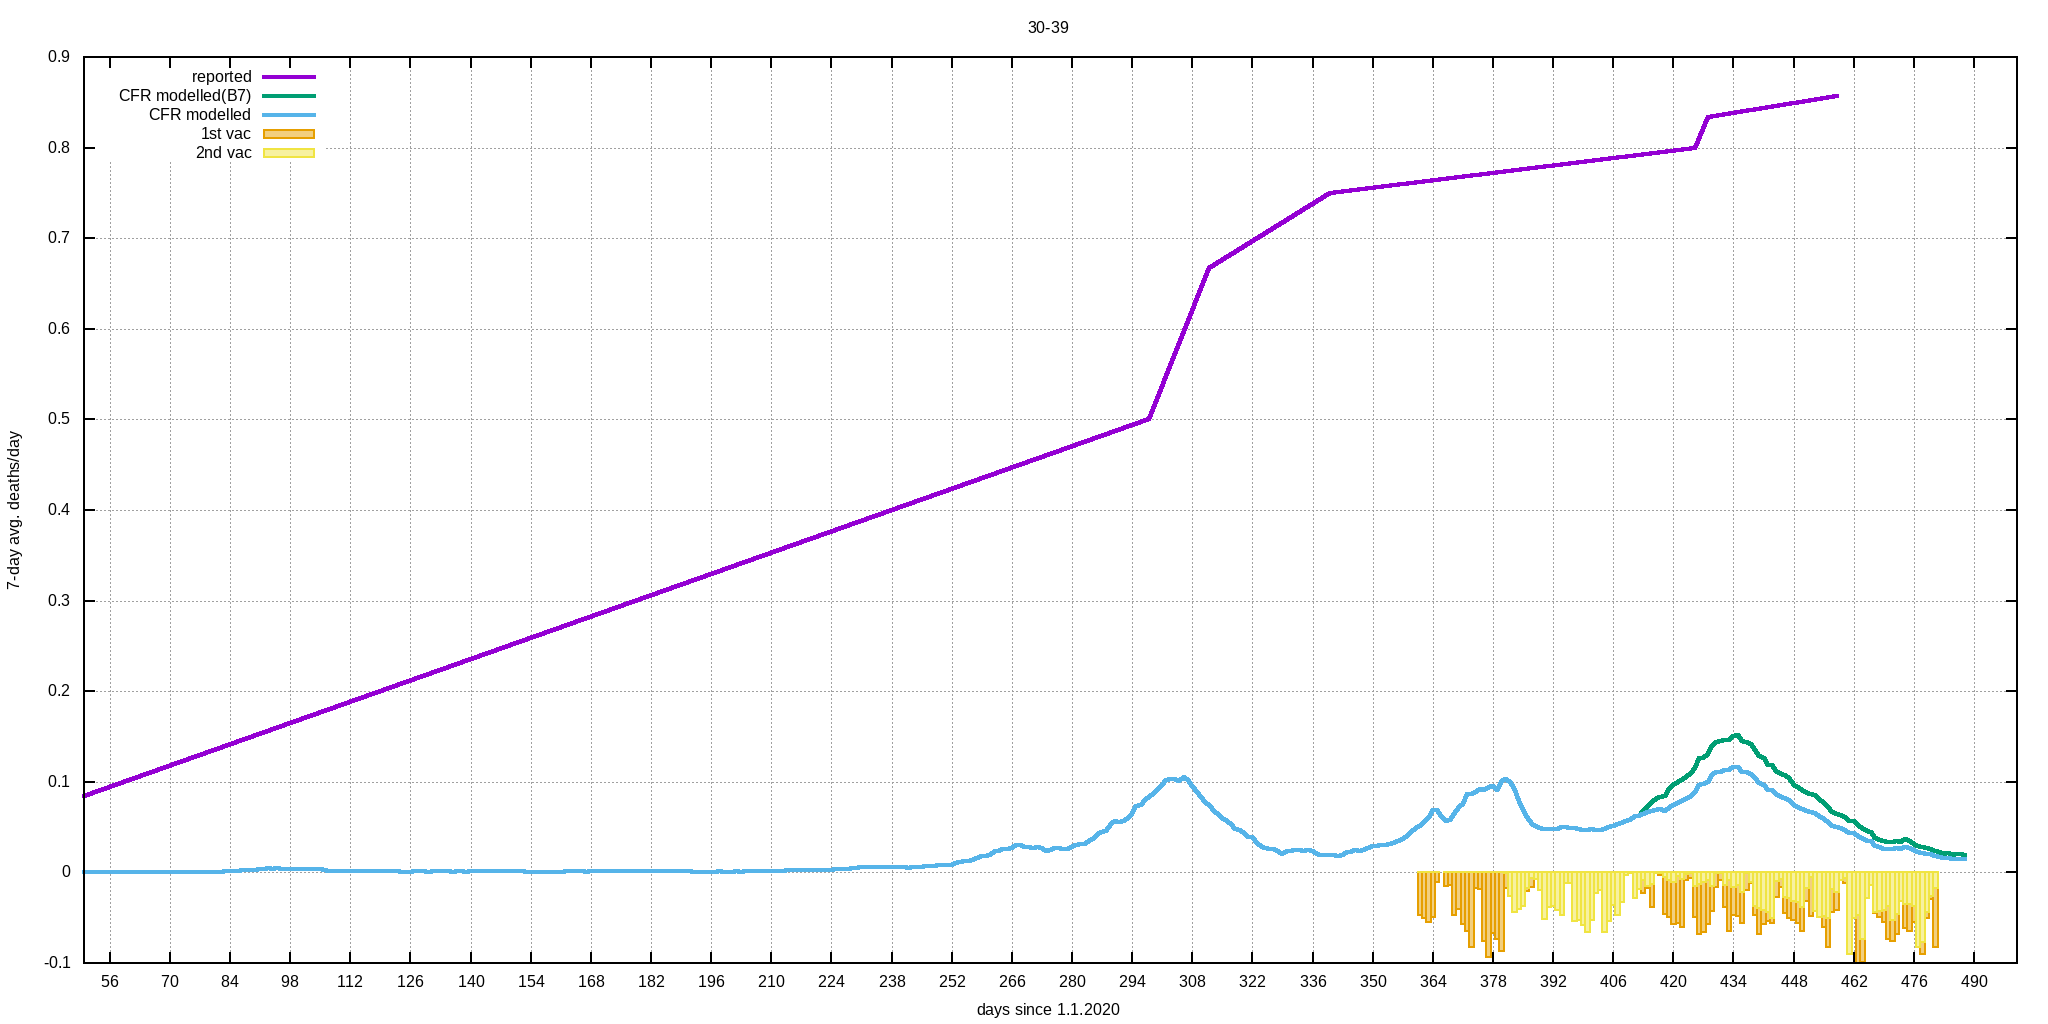 30-39
0.9
0.8
0.7
0.6
0.5
0.4
0.3
0.2
0.1
0
-0.1
7-day avg. deaths/day
reported
CFR modelled(B7)
CFR modelled
1st vac
2nd vac
56 70 84 98 112 126 140 154 168 182 196 210 224 238 252 266 280 294 308 322 336 350 364 378 392 406 420 434 448 462 476 490
days since 1.1.2020